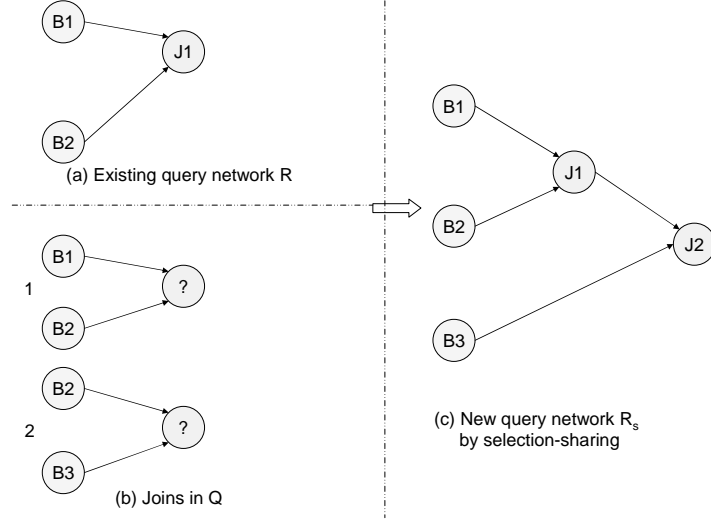 B1
J1
B2
(a) Existing query network R
B1
1
?
B2
B2
2
?
B3
(b) Joins in Q
B1
J1
B2
J2
B3
(c) New query network Rs
by selection-sharing